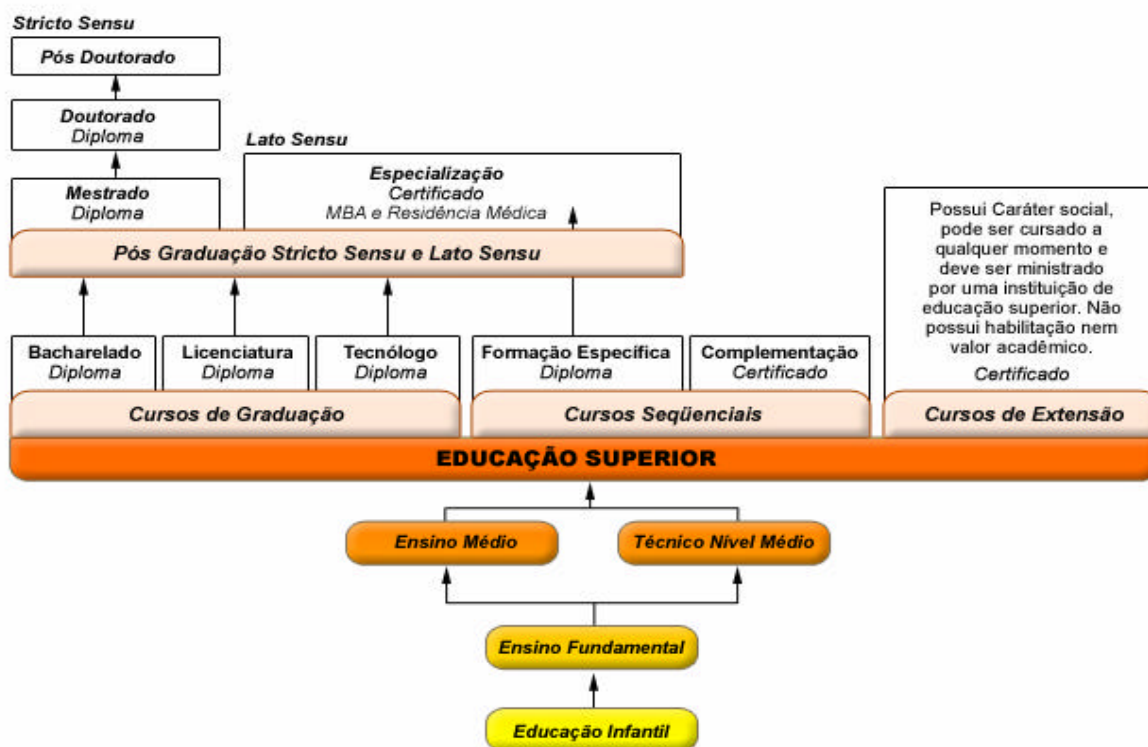 Stricto Sensu
Pós Doutorado
Doutorado
Diploma
Mestrado
Diploma
Lato Sensu
Especialização
Certificado
MBA e Residência Médica
Pós Graduação Stricto Sensu e Lato Sensu
Possui Caráter social,
pode ser cursado a
qualquer momento e
deve ser ministrado
por uma instituição de
educação superior. Não
possui habilitação nem
valor acadêmico.
Certificado
Bacharelado
Diploma
Licenciatura
Diploma
Tecnólogo
Diploma
Formação Específica
Diploma
Complementação
Certificado
Cursos de Graduação
Cursos Seqüenciais
Cursos de Extensão
EDUCAÇÃO SUPERIOR
Ensino Médio
Técnico Nível Médio
Ensino Fundamental
Educação Infantil